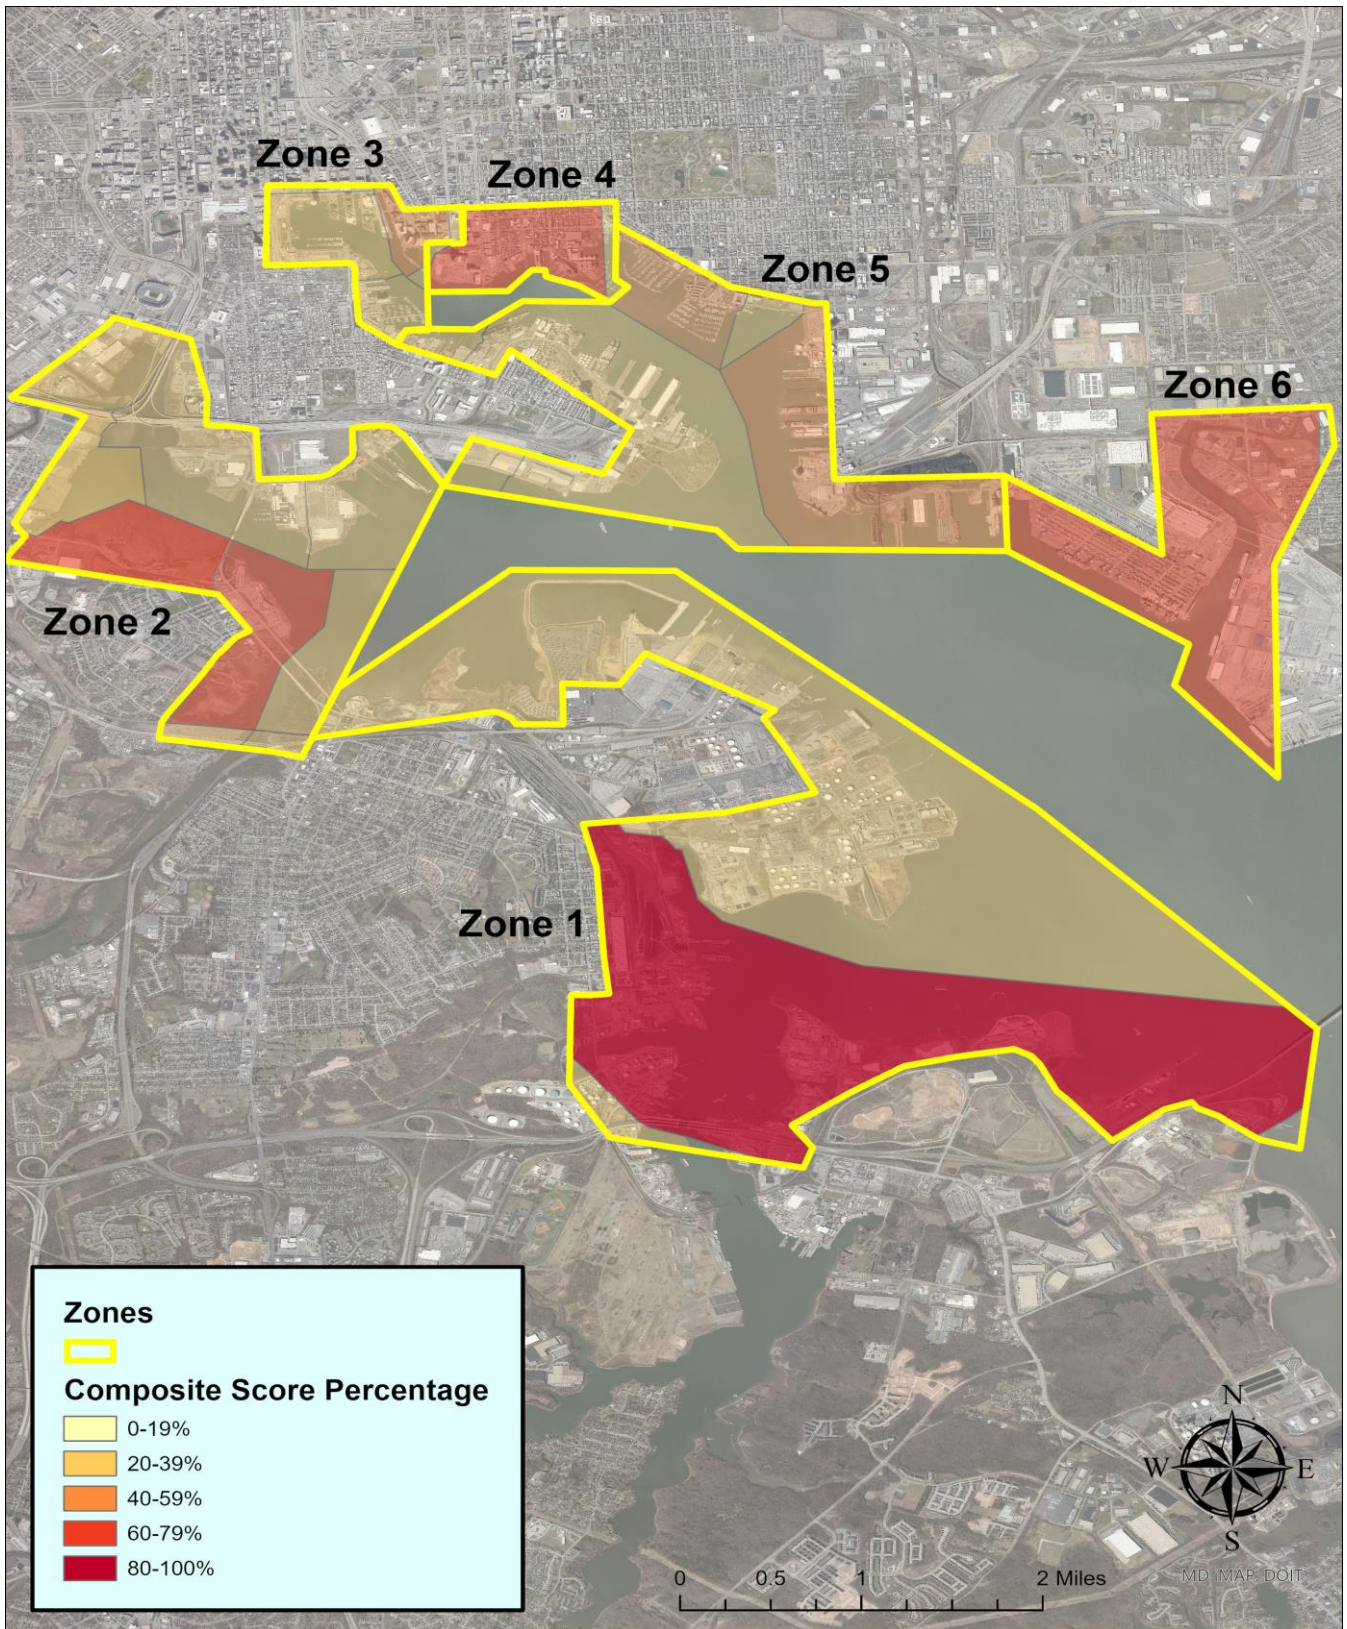 Zone 3
Zone 4
Zone 5
Zone 6
Zone 2
Zone 1
Zones
Composite Score Percentage
0-19%
20-39%
40-59%
60-79%
80-100%
N
W E
S
0 0.5 1 2 Miles
MD iMAP, DOIT